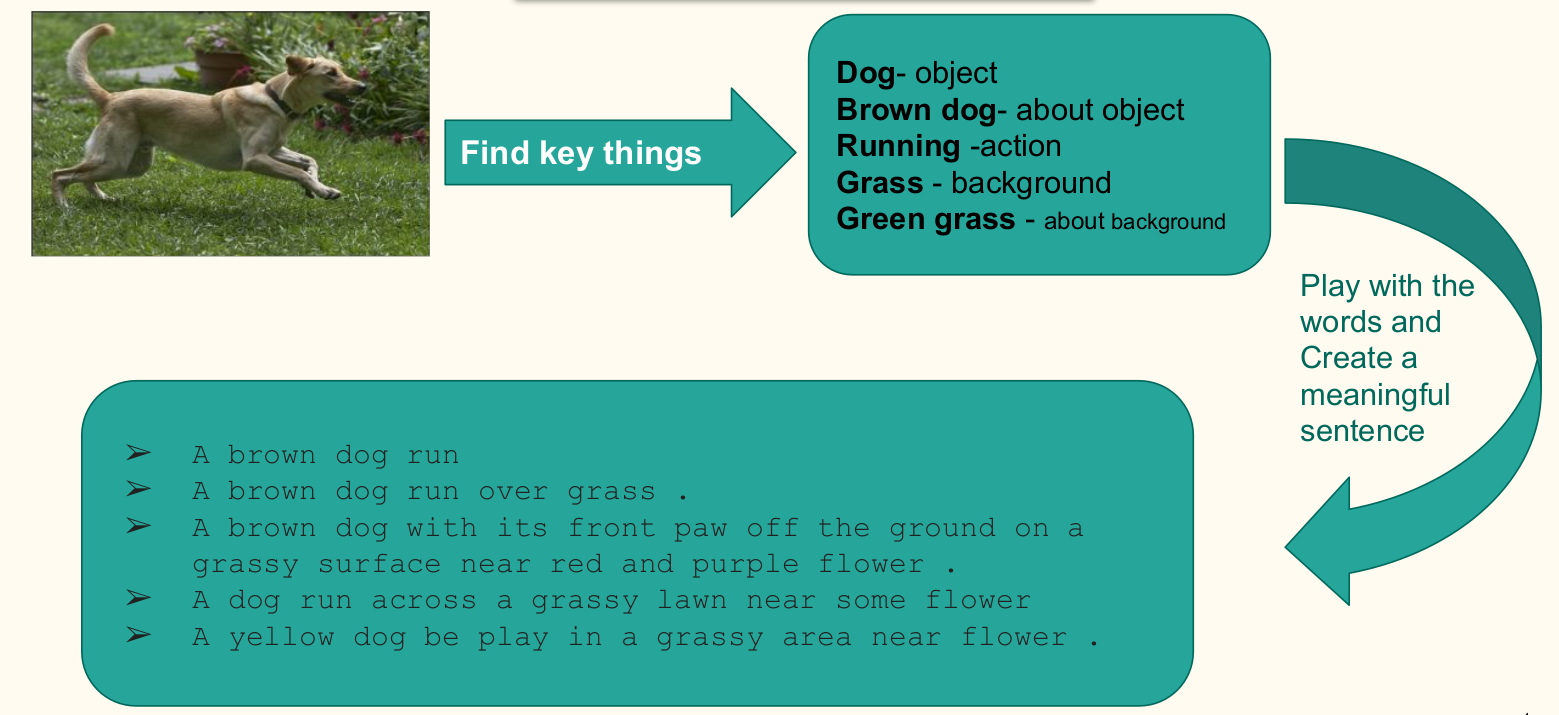 Find key things
Dog- object
Brown dog- about object
Running -action
Grass - background
Green grass - about background
Play with the
words and
Create a
meaningful
sentence
➢ A brown dog run
➢ A brown dog run over grass .
➢ A brown dog with its front paw off the ground on a
grassy surface near red and purple flower .
➢ A dog run across a grassy lawn near some flower
➢ A yellow dog be play in a grassy area near flower .